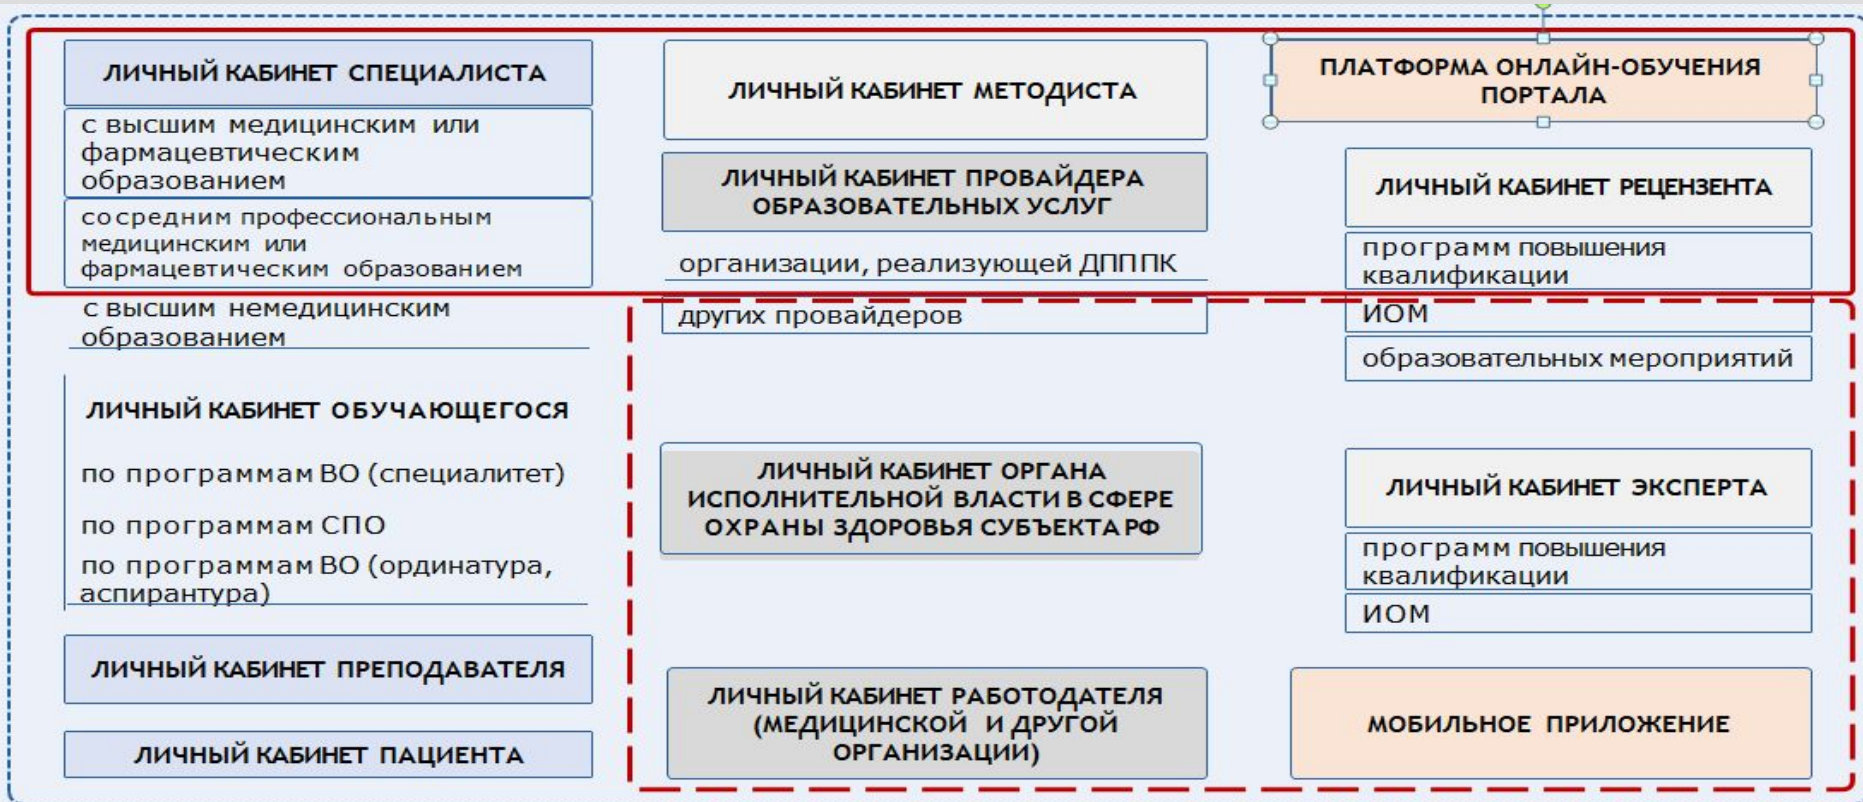 ЛИЧНЫЙ КАБИНЕТ СПЕЦИАЛИСТА
с высшим медицинским или
фармацевтическим
образованием
со средним профессиональным
медицинским или
фармацевтическим образованием
с высшим немедицинским
образованием
ЛИЧНЫЙ КАБИНЕТ ОБУЧАЮЩЕГОСЯ
по программам ВО (специалитет)
по программам СПО
по программам ВО (ординатура,
аспирантура)
ЛИЧНЫЙ КАБИНЕТ ПРЕПОДАВАТЕЛЯ
ЛИЧНЫЙ КАБИНЕТ ПАЦИЕНТА
ЛИЧНЫЙ КАБИНЕТ МЕТОДИСТА
ЛИЧНЫЙ КАБИНЕТ ПРОВАЙДЕРА
ОБРАЗОВАТЕЛЬНЫХ УСЛУГ
организации, реализующей ДПП ПК
других провайдеров
ЛИЧНЫЙ КАБИНЕТ ОРГАНА
ИСПОЛНИТЕЛЬНОЙ ВЛАСТИ В СФЕРЕ
ОХРАНЫ ЗДОРОВЬЯ СУБЪЕКТА РФ
ЛИЧНЫЙ КАБИНЕТ РАБОТОДАТЕЛЯ
(МЕДИЦИНСКОЙ И ДРУГОЙ
ОРГАНИЗАЦИИ)
ПЛАТФОРМА ОНЛАЙН-ОБУЧЕНИЯ
ПОРТАЛА
ЛИЧНЫЙ КАБИНЕТ РЕЦЕНЗЕНТА
программ повышения
квалификации
ИОМ
образовательных мероприятий
ЛИЧНЫЙ КАБИНЕТ ЭКСПЕРТА
программ повышения
квалификации
ИОМ
МОБИЛЬНОЕ ПРИЛОЖЕНИЕ